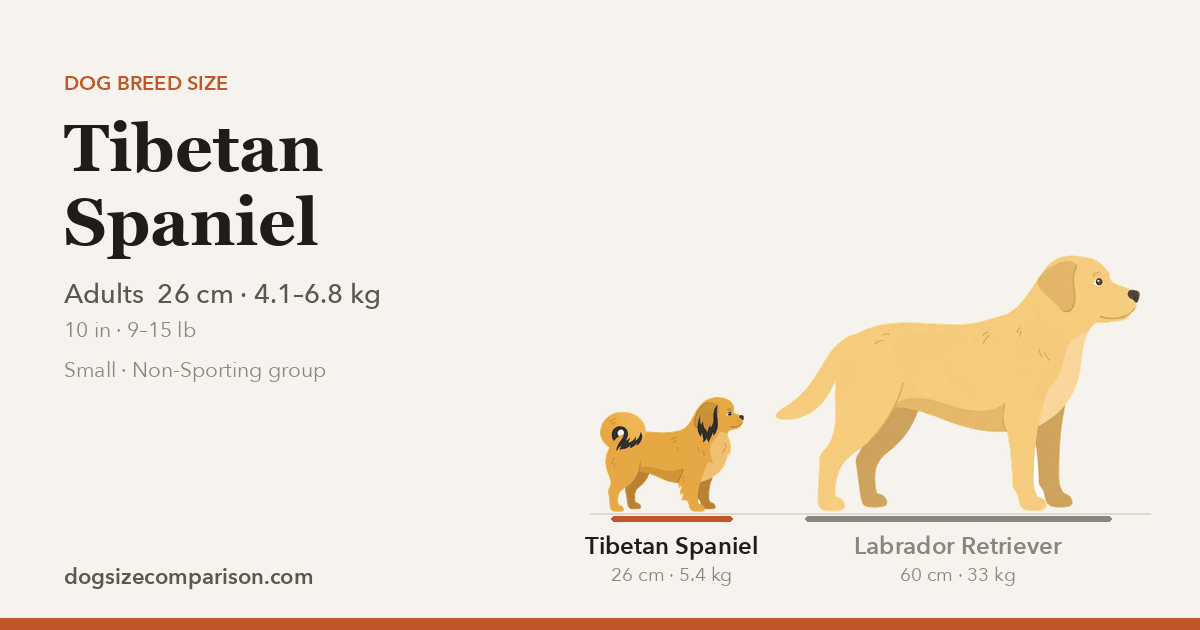 DOG BREED SIZE
Tibetan
Spaniel
Adults 26 cm · 4.1–6.8 kg
10 in · 9–15 lb
Small · Non-Sporting group
Tibetan Spaniel
26 cm · 5.4 kg
Labrador Retriever
60 cm · 33 kg
dogsizecomparison.com